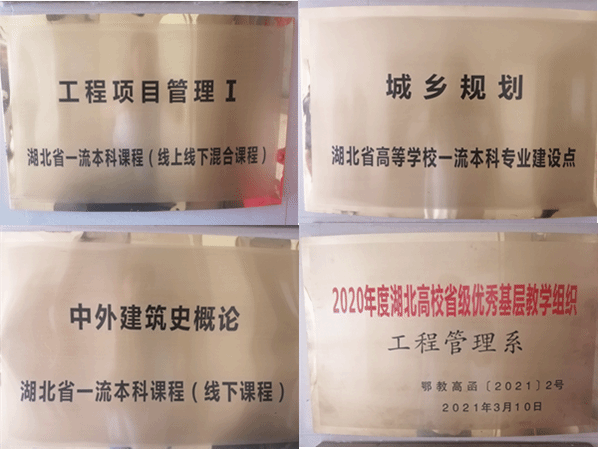 工程项目管理Ⅰ
湖北省一流本科课程（线上线下混合课程）
城乡规划
湖北省高等学校一流本科专业建设点
中外建筑史概论
湖北省一流本科课程（线下课程）
2020年度湖北高校省级优秀基层教学组织
工程管理系
鄂教高函〔2021〕2号
2021年3月10日